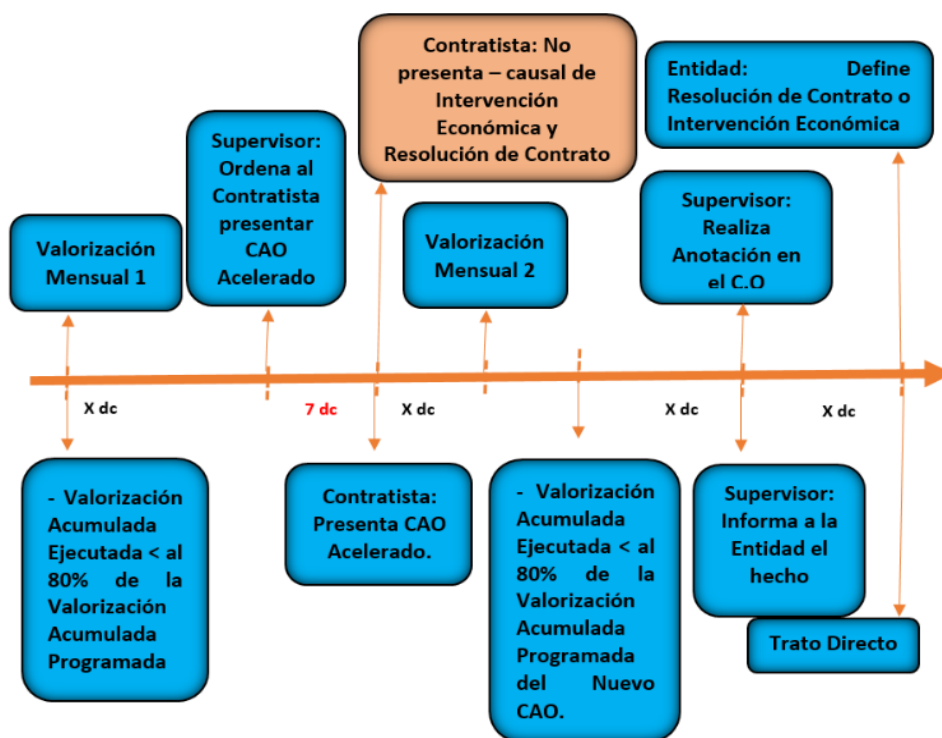 Contratista: No
presenta – causal de
Intervención
Económica y
Resolución de Contrato
Entidad: Define
Resolución de Contrato o
Intervención Económica
Supervisor:
Ordena al
Contratista
presentar
CAO
Acelerado
Valorización
Mensual 1
Valorización
Mensual 2
Supervisor:
Realiza
Anotación en
el C.O
X dc
7 dc
X dc
X dc
X dc
- Valorización
Acumulada
Ejecutada < al
80% de la
Valorización
Acumulada
Programada
Contratista:
Presenta CAO
Acelerado.
- Valorización
Acumulada
Ejecutada < al
80% de la
Valorización
Acumulada
Programada
del Nuevo
CAO.
Supervisor:
Informa a la
Entidad el
hecho
Trato Directo